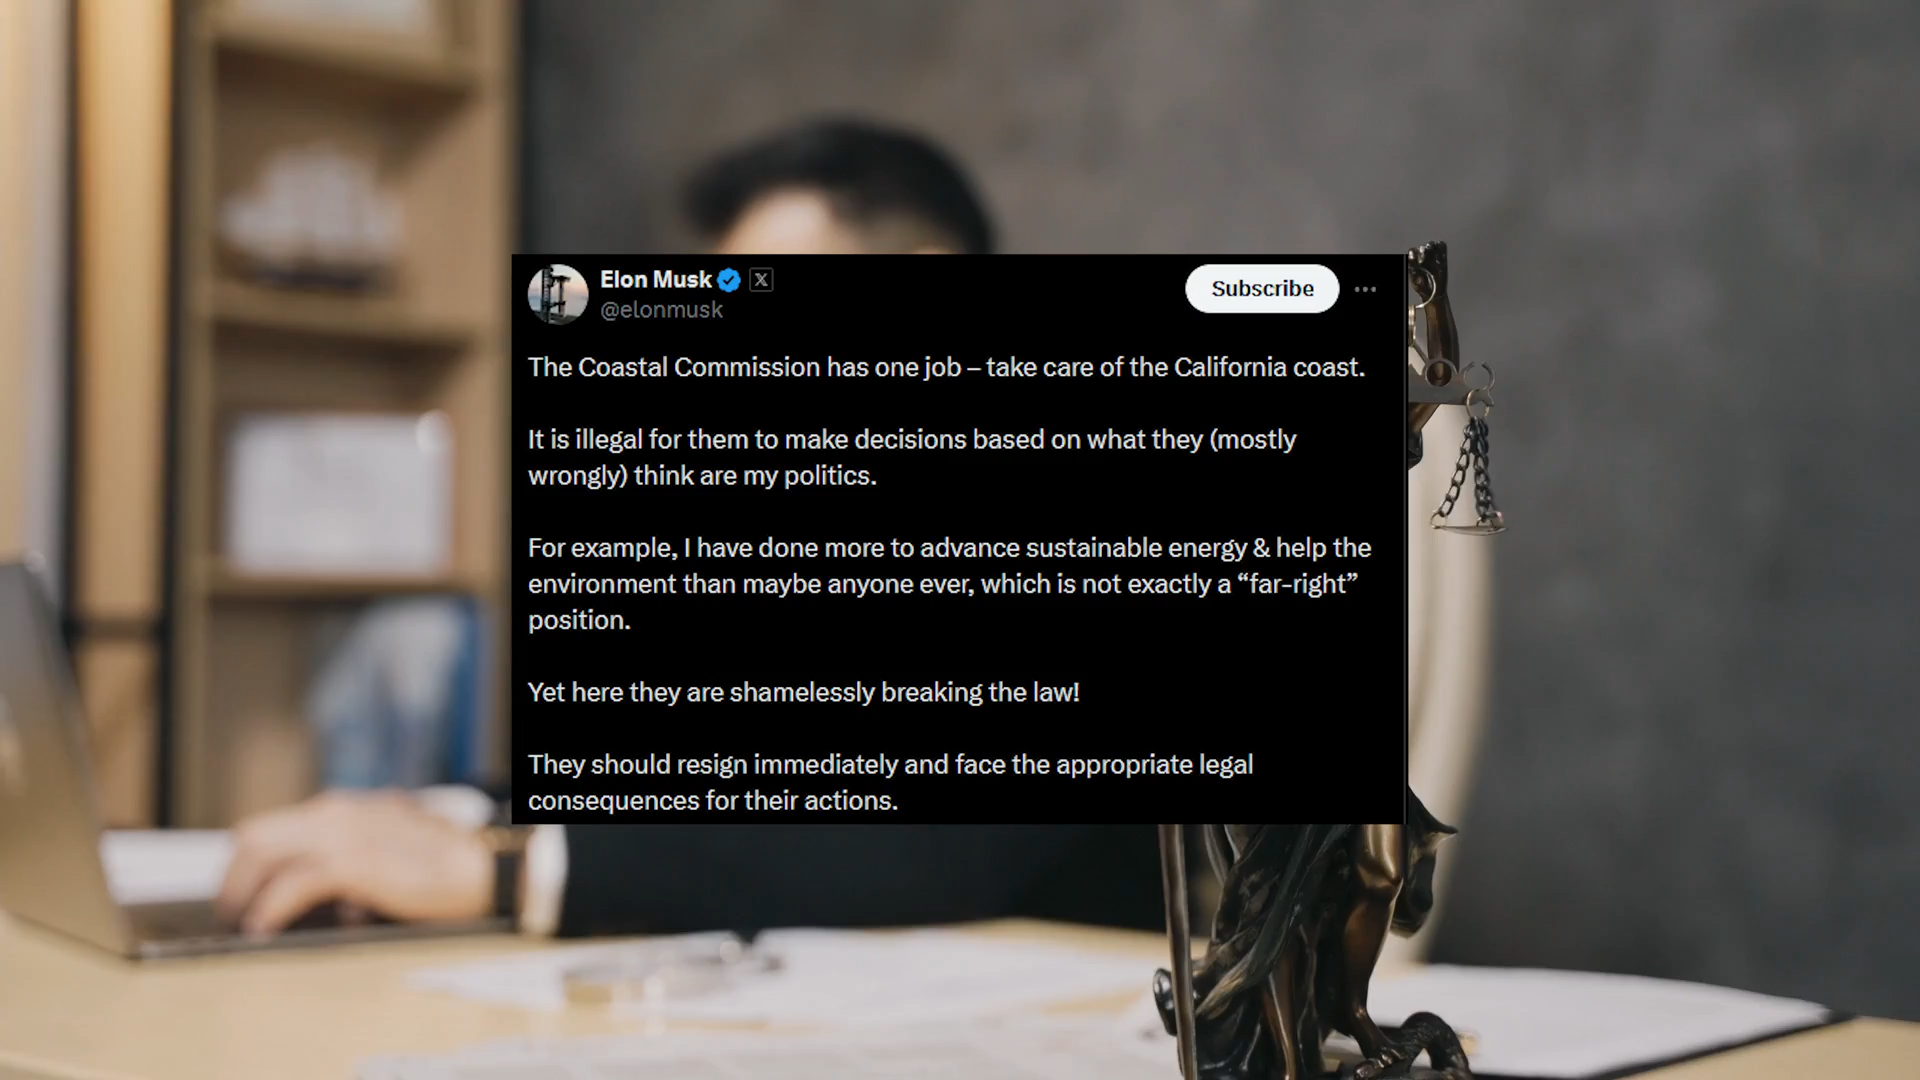 Elon Musk
@elonmusk
Subscribe
The Coastal Commission has one job – take care of the California coast.
It is illegal for them to make decisions based on what they (mostly
wrongly) think are my politics.
For example, I have done more to advance sustainable energy & help the
environment than maybe anyone ever, which is not exactly a “far-right”
position.
Yet here they are shamelessly breaking the law!
They should resign immediately and face the appropriate legal
consequences for their actions.